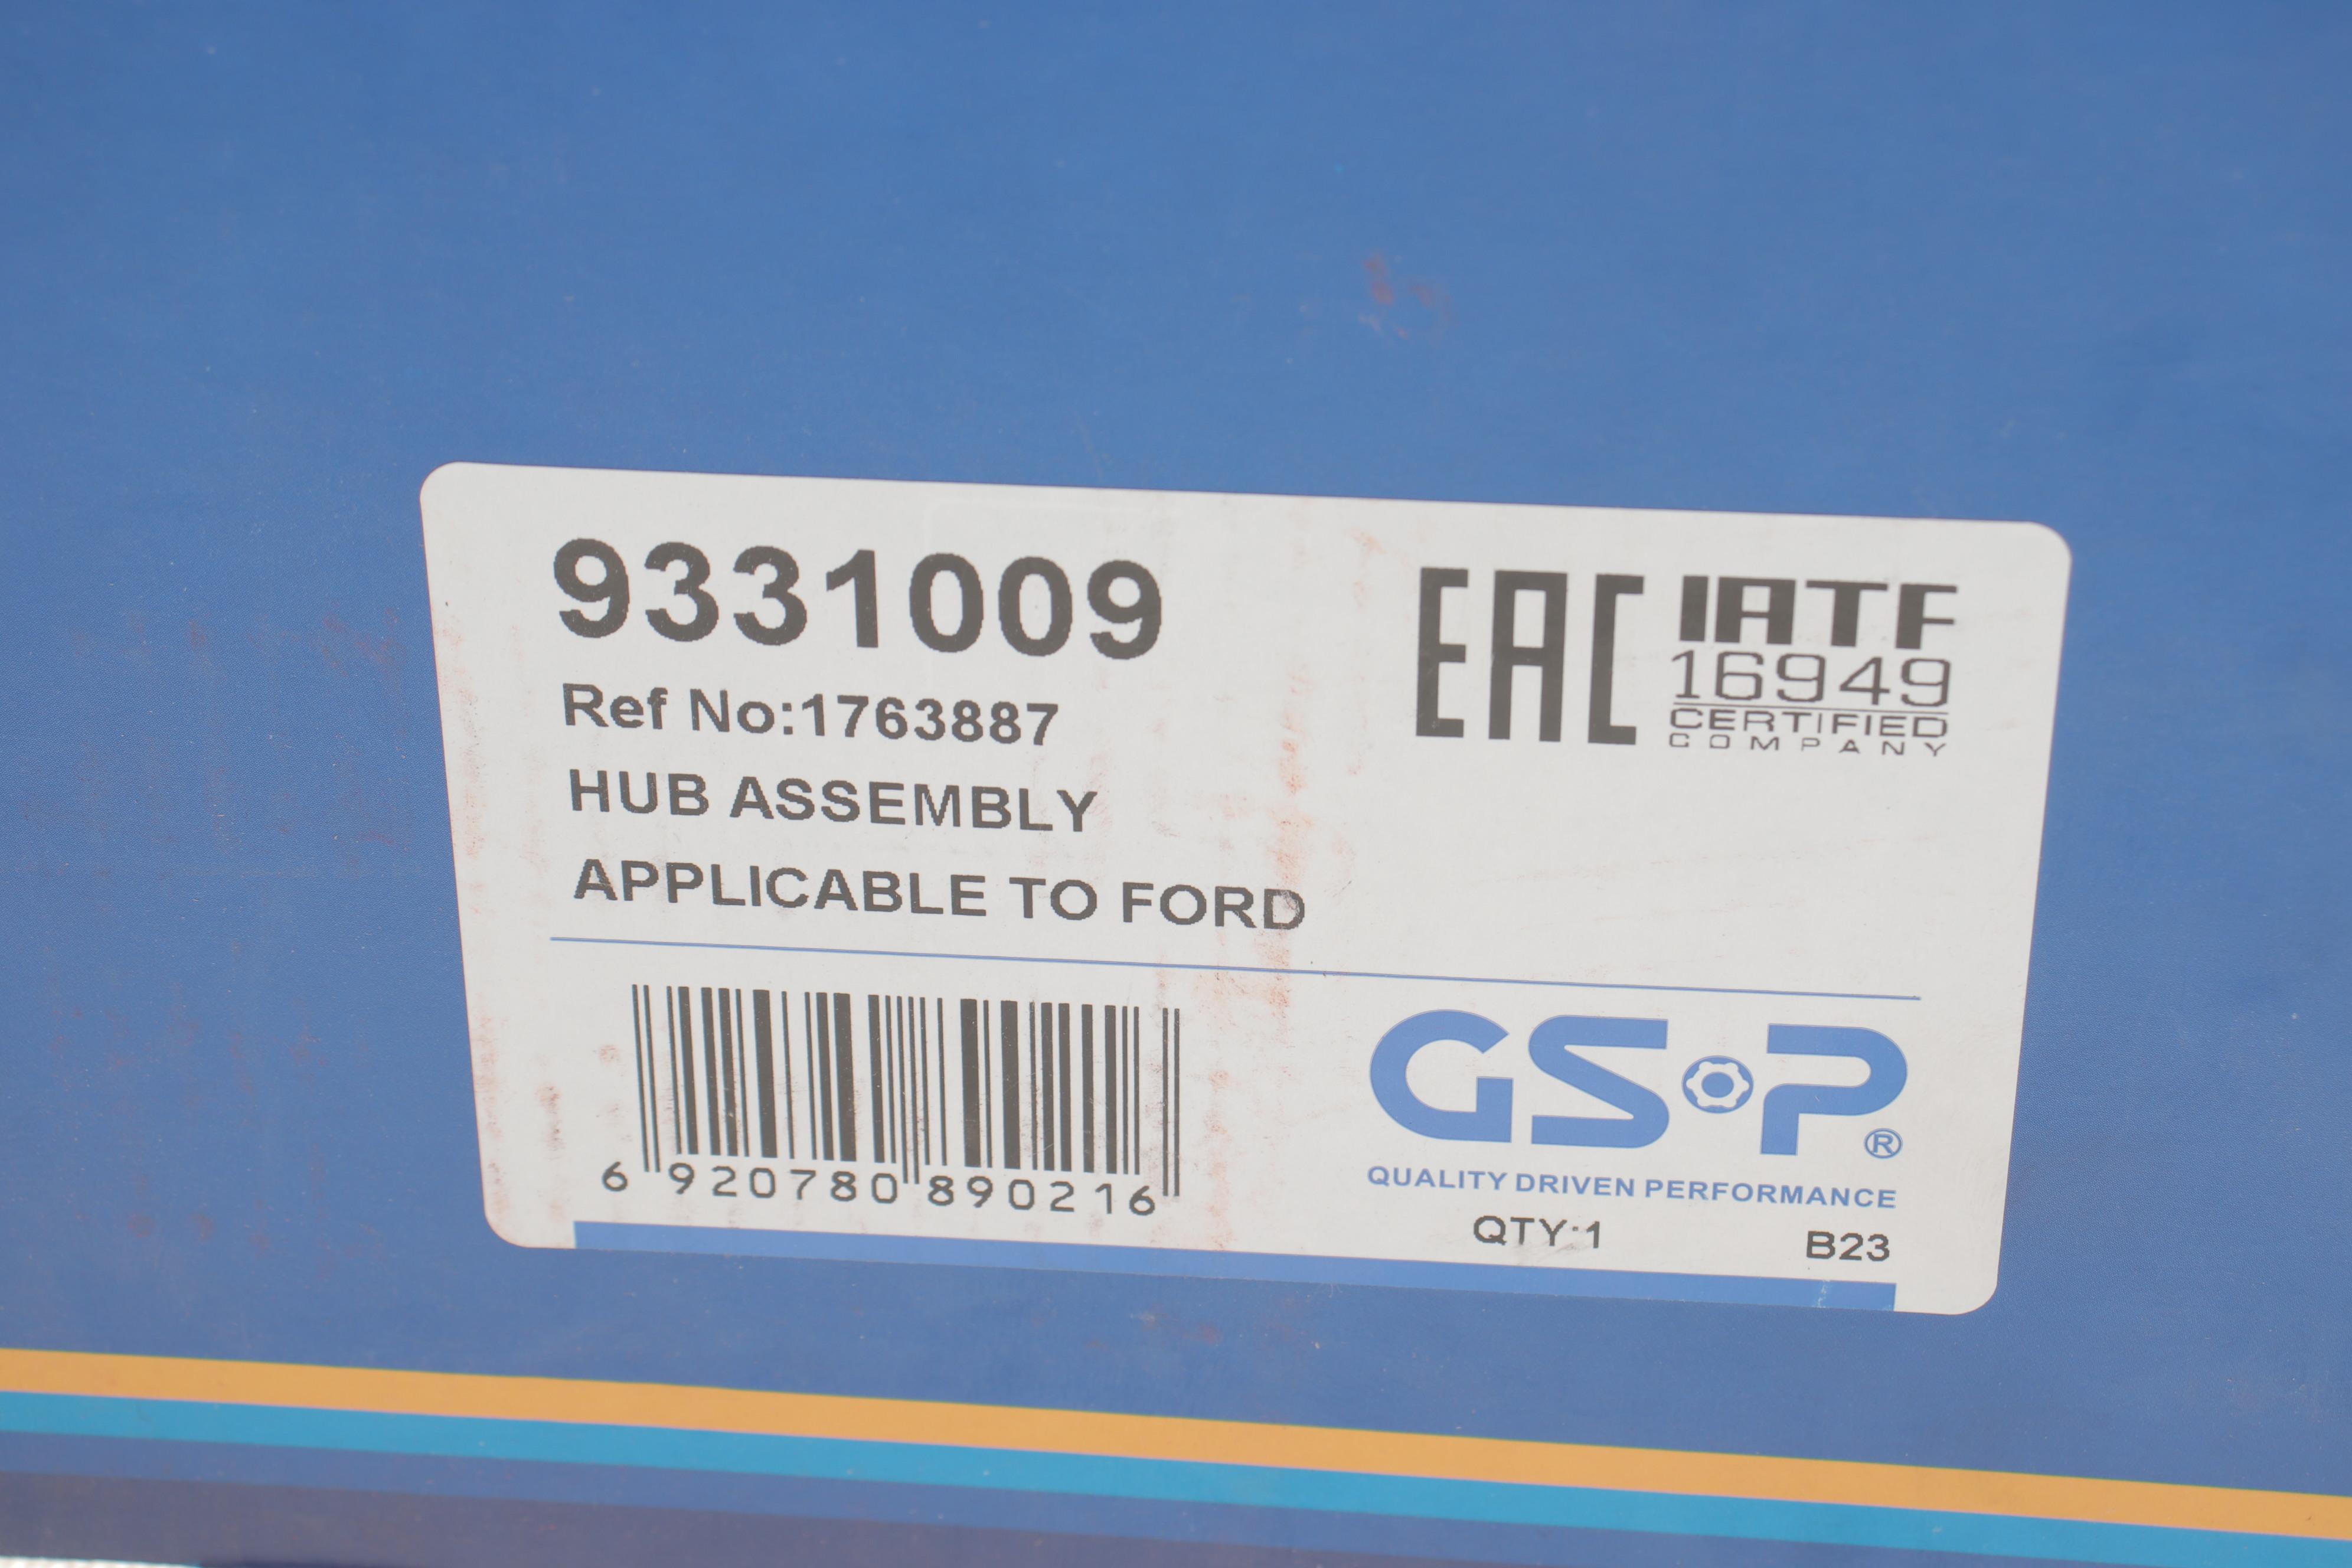 9331009
Ref No:1763887
HUB ASSEMBLY
APPLICABLE TO FORD
EAC
IATF
16949
CERTIFIED
COMPANY
6 920780 890216
GSP®
QUALITY DRIVEN PERFORMANCE
QTY:1 B23